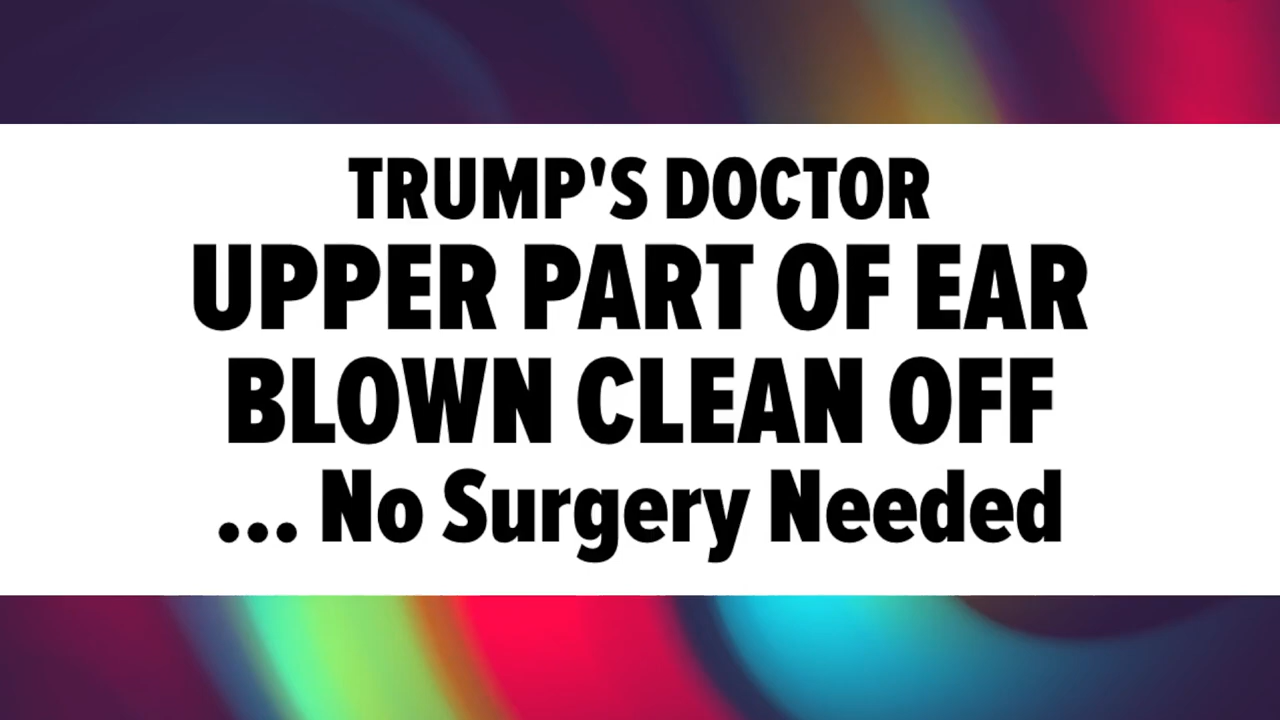 TRUMP'S DOCTOR
UPPER PART OF EAR
BLOWN CLEAN OFF
... No Surgery Needed